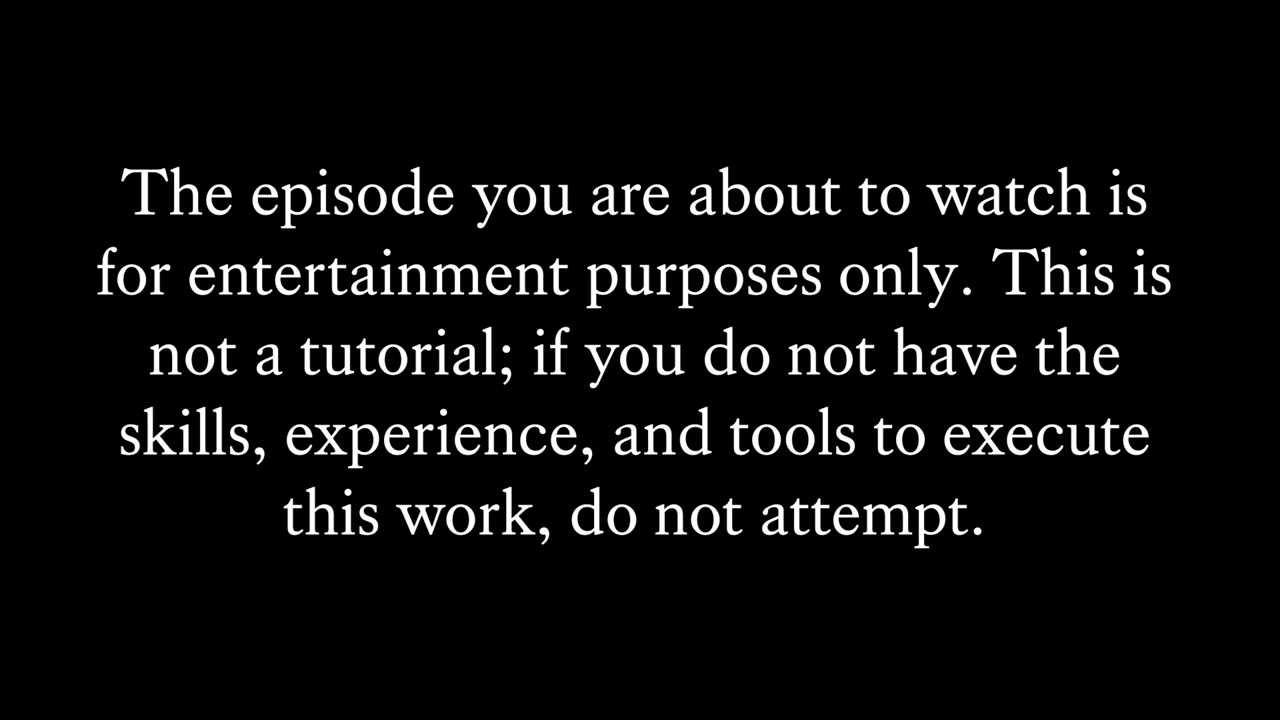 The episode you are about to watch is
for entertainment purposes only. This is
not a tutorial; if you do not have the
skills, experience, and tools to execute
this work, do not attempt.